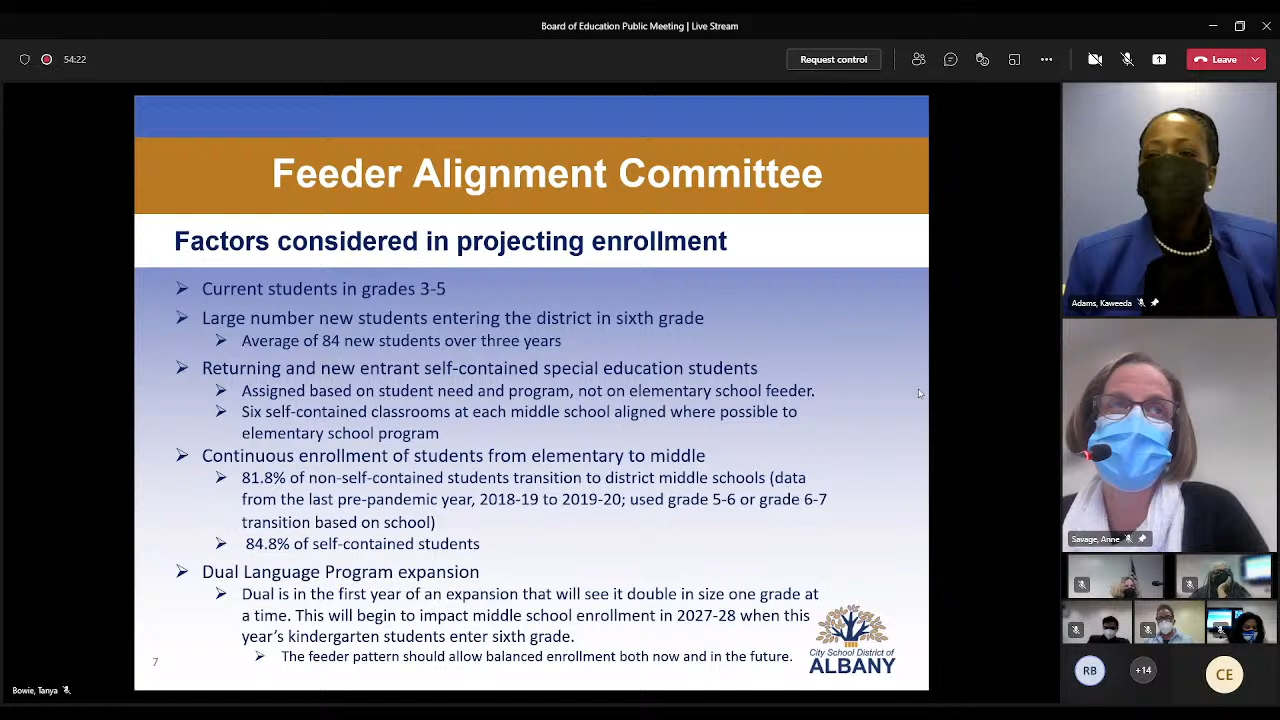 Board of Education Public Meeting | Live Stream
54:22
Request control
Leave
Feeder Alignment Committee
Factors considered in projecting enrollment
Current students in grades 3-5
Large number new students entering the district in sixth grade
Average of 84 new students over three years
Returning and new entrant self-contained special education students
Assigned based on student need and program, not on elementary school feeder.
Six self-contained classrooms at each middle school aligned where possible to
elementary school program
Continuous enrollment of students from elementary to middle
81.8% of non-self-contained students transition to district middle schools (data
from the last pre-pandemic year, 2018-19 to 2019-20; used grade 5-6 or grade 6-7
transition based on school)
84.8% of self-contained students
Dual Language Program expansion
Dual is in the first year of an expansion that will see it double in size one grade at
a time. This will begin to impact middle school enrollment in 2027-28 when this
year's kindergarten students enter sixth grade.
The feeder pattern should allow balanced enrollment both now and in the future.
7
City School District of
ALBANY
Adams, Kaweeda
Savage, Anne
RB
+14
CE
Bowie, Tanya